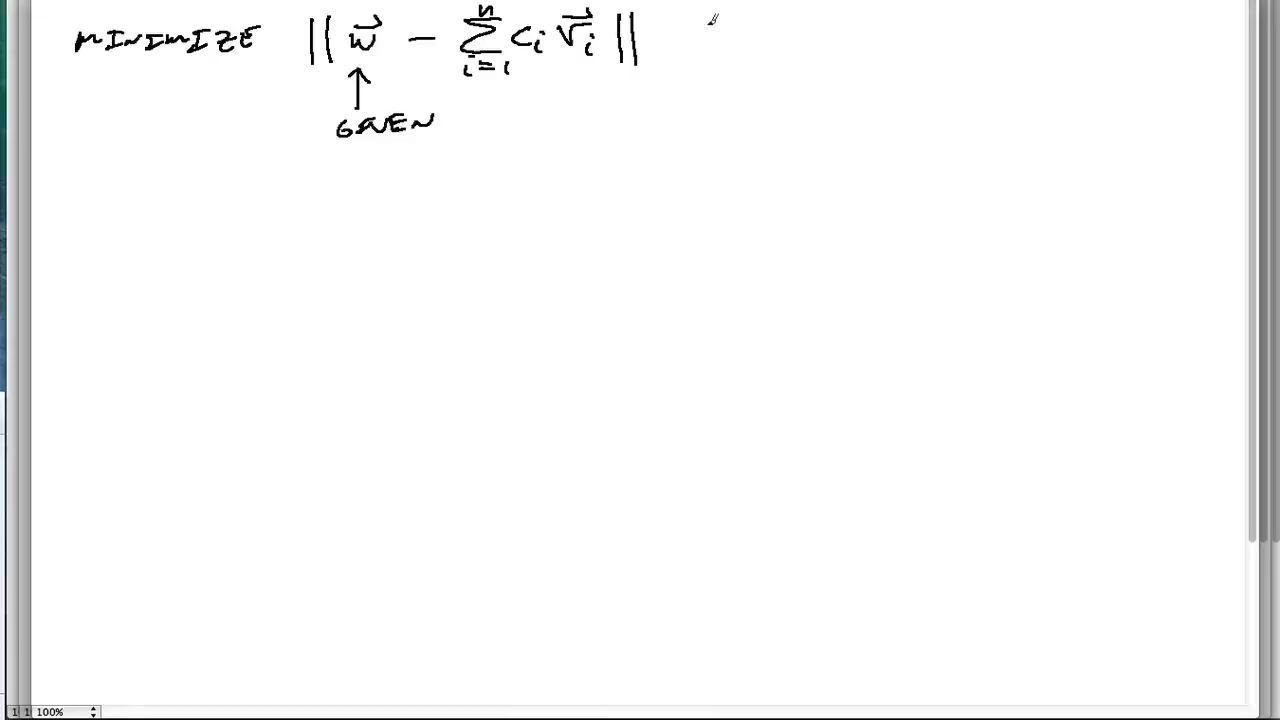 MINIMIZE || w⃗ − ∑ᵢ₌₁ⁿ cᵢ v⃗ᵢ ||
↑
GIVEN
100%